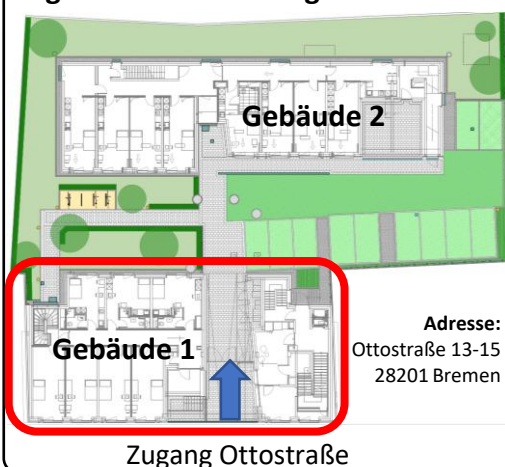 Gebäude 2
Gebäude 1
Adresse:
Ottostraße 13-15
28201 Bremen
Zugang Ottostraße